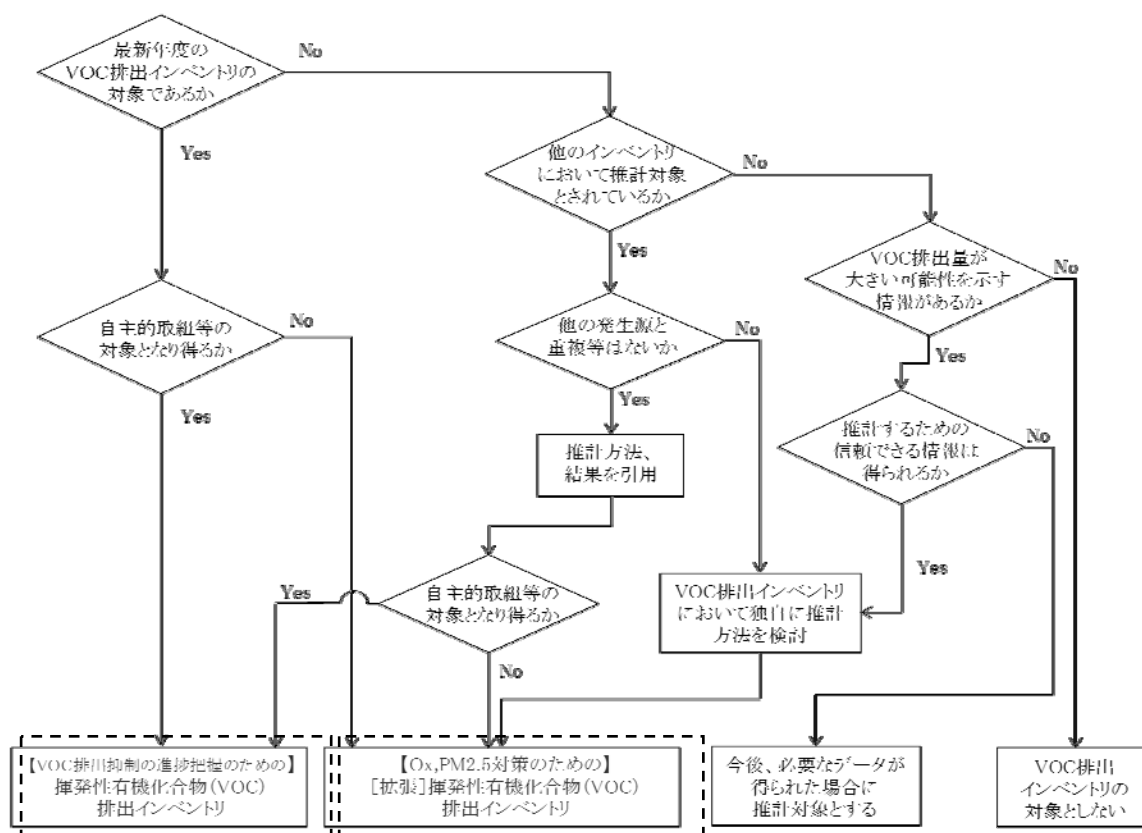 最新年度の
VOC排出インベントリの
対象であるか
No
Yes
他のインベントリ
において推計対象
とされているか
No
Yes
VOC排出量が
大きい可能性を示す
情報があるか
No
Yes
自主的取組等の
対象となり得るか
No
Yes
他の発生源と
重複等はないか
No
Yes
推計するための
信頼できる情報は
得られるか
No
Yes
推計方法、
結果を引用
自主的取組等の
対象となり得るか
Yes
No
VOC排出インベントリ
において独自に推計
方法を検討
【VOC排出抑制の進捗把握のための】
揮発性有機化合物(VOC)
排出インベントリ
【Ox,PM2.5対策のための】
[拡張]揮発性有機化合物(VOC)
排出インベントリ
今後、必要なデータが
得られた場合に
推計対象とする
VOC排出
インベントリの
対象としない